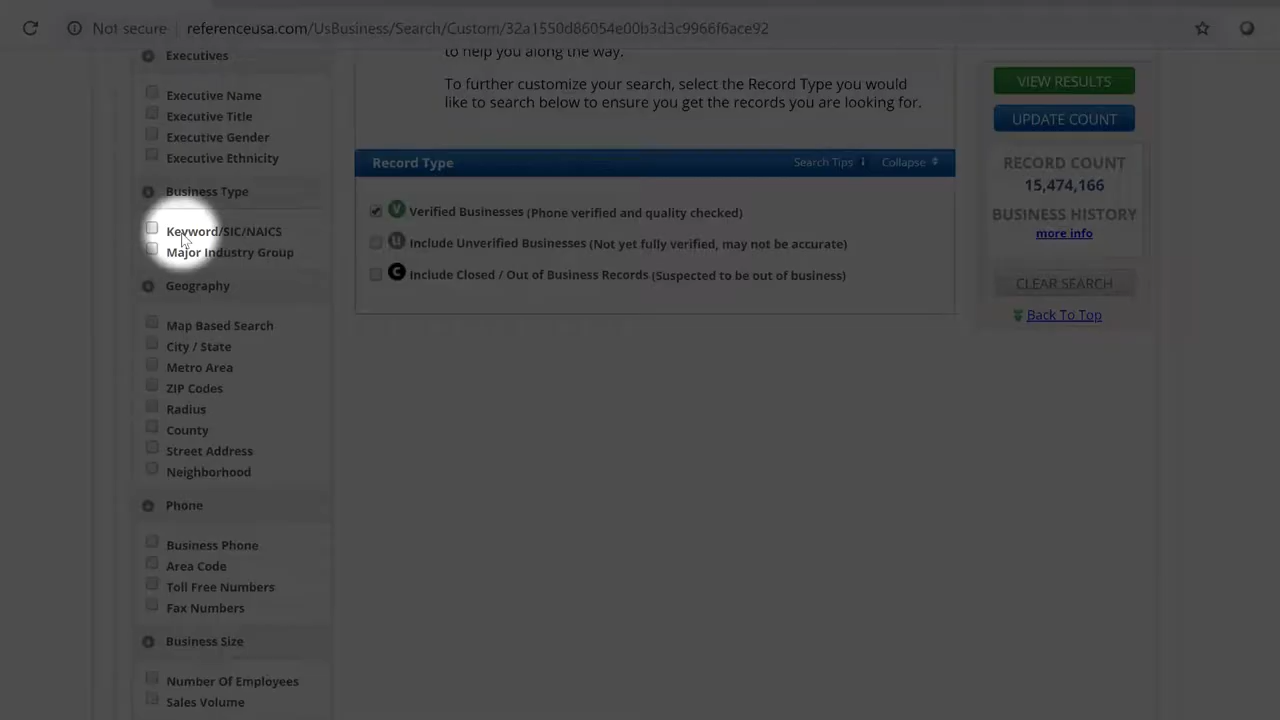 Not secure
referenceusa.com/UsBusiness/Search/Custom/32a1550d86054e00b3d3c9966f6ace92
Executives
Executive Name
Executive Title
Executive Gender
Executive Ethnicity
Business Type
Keyword/SIC/NAICS
Major Industry Group
Geography
Map Based Search
City / State
Metro Area
ZIP Codes
Radius
County
Street Address
Neighborhood
Phone
Business Phone
Area Code
Toll Free Numbers
Fax Numbers
Business Size
Number Of Employees
Sales Volume
to help you along the way.
To further customize your search, select the Record Type you would
like to search below to ensure you get the records you are looking for.
Record Type
Search Tips
Collapse
V Verified Businesses (Phone verified and quality checked)
U Include Unverified Businesses (Not yet fully verified, may not be accurate)
C Include Closed / Out of Business Records (Suspected to be out of business)
VIEW RESULTS
UPDATE COUNT
RECORD COUNT
15,474,166
BUSINESS HISTORY
more info
CLEAR SEARCH
Back To Top